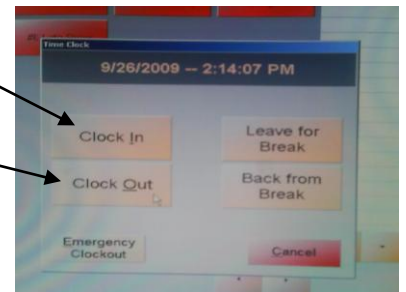 Time Clock
9/26/2009 -- 2:14:07 PM
Clock In
Leave for
Break
Clock Out
Back from
Break
Emergency
Clockout
Cancel